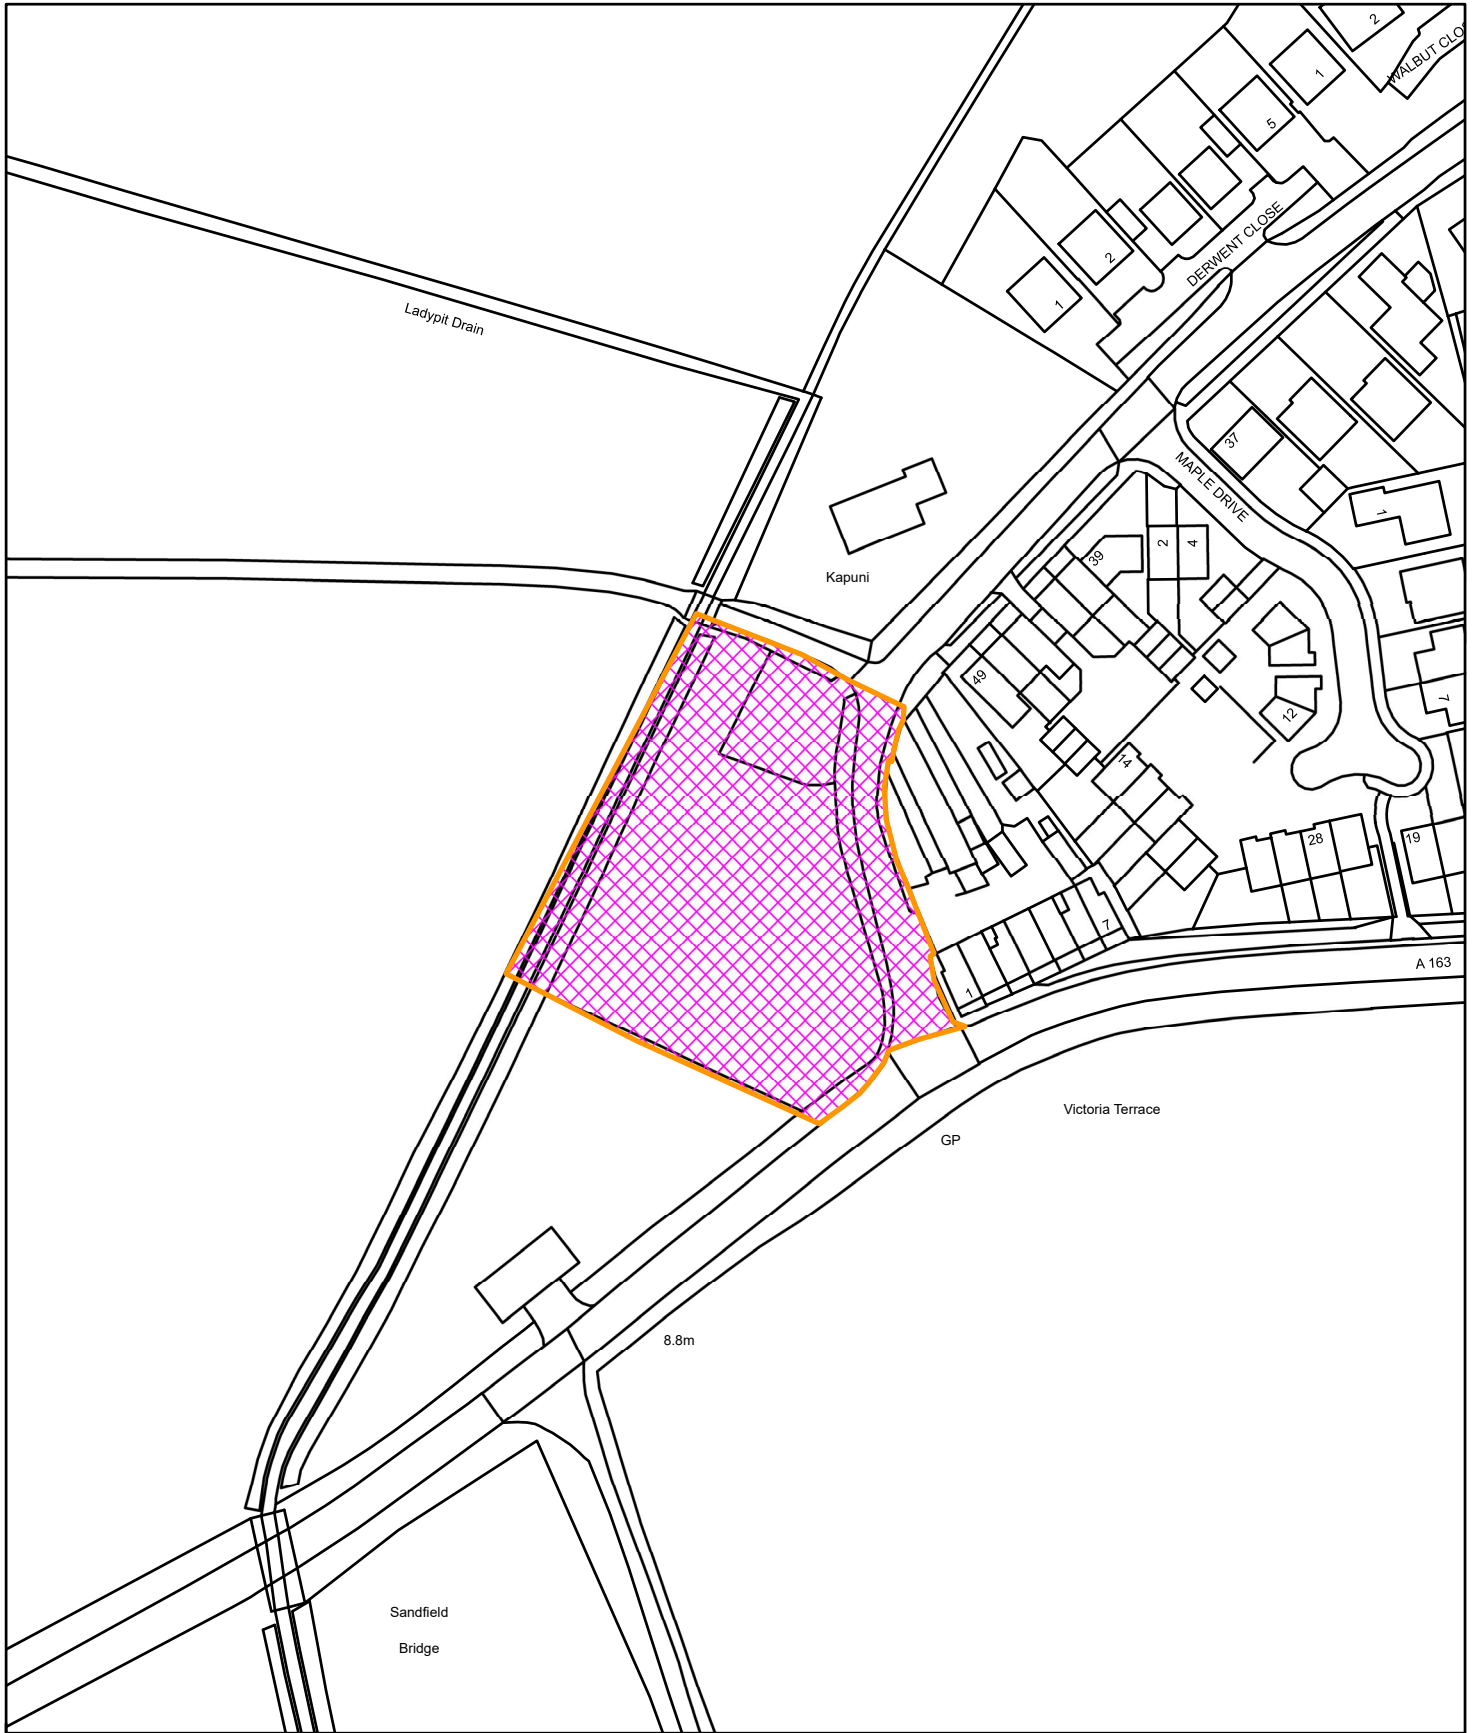 2
WALBUT CLO
1
5
DERWENT CLOSE
2
1
Ladypit Drain
37
MAPLE DRIVE
1
39
2
4
Kapuni
49
7
12
14
28
19
7
A 163
1
Victoria Terrace
GP
8.8m
Sandfield
Bridge